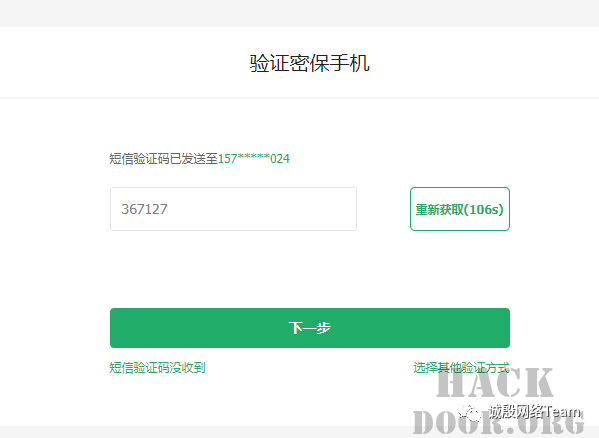 验证密保手机
短信验证码已发送至157*****024
367127
重新获取(106s)
下一步
短信验证码没收到
选择其他验证方式
HACK
诚殷网络Team
DOOR.ORG